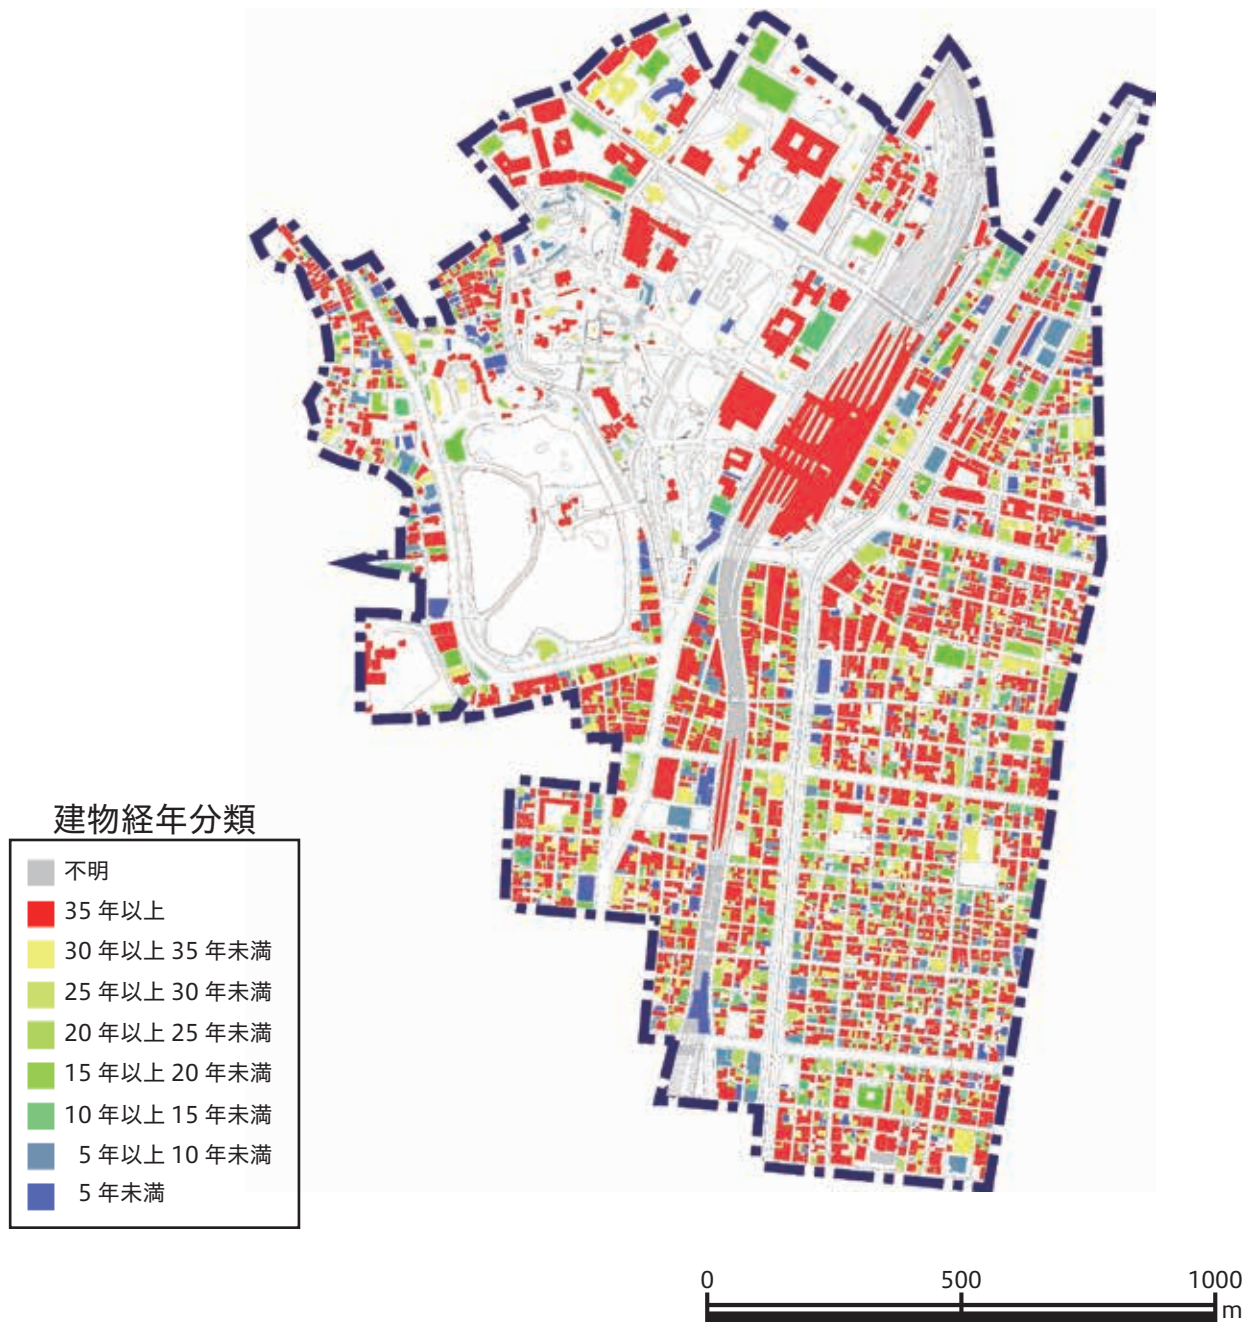 建物経年分類
不明
35 年以上
30 年以上 35 年未満
25 年以上 30 年未満
20 年以上 25 年未満
15 年以上 20 年未満
10 年以上 15 年未満
5 年以上 10 年未満
5 年未満
0 500 1000
m